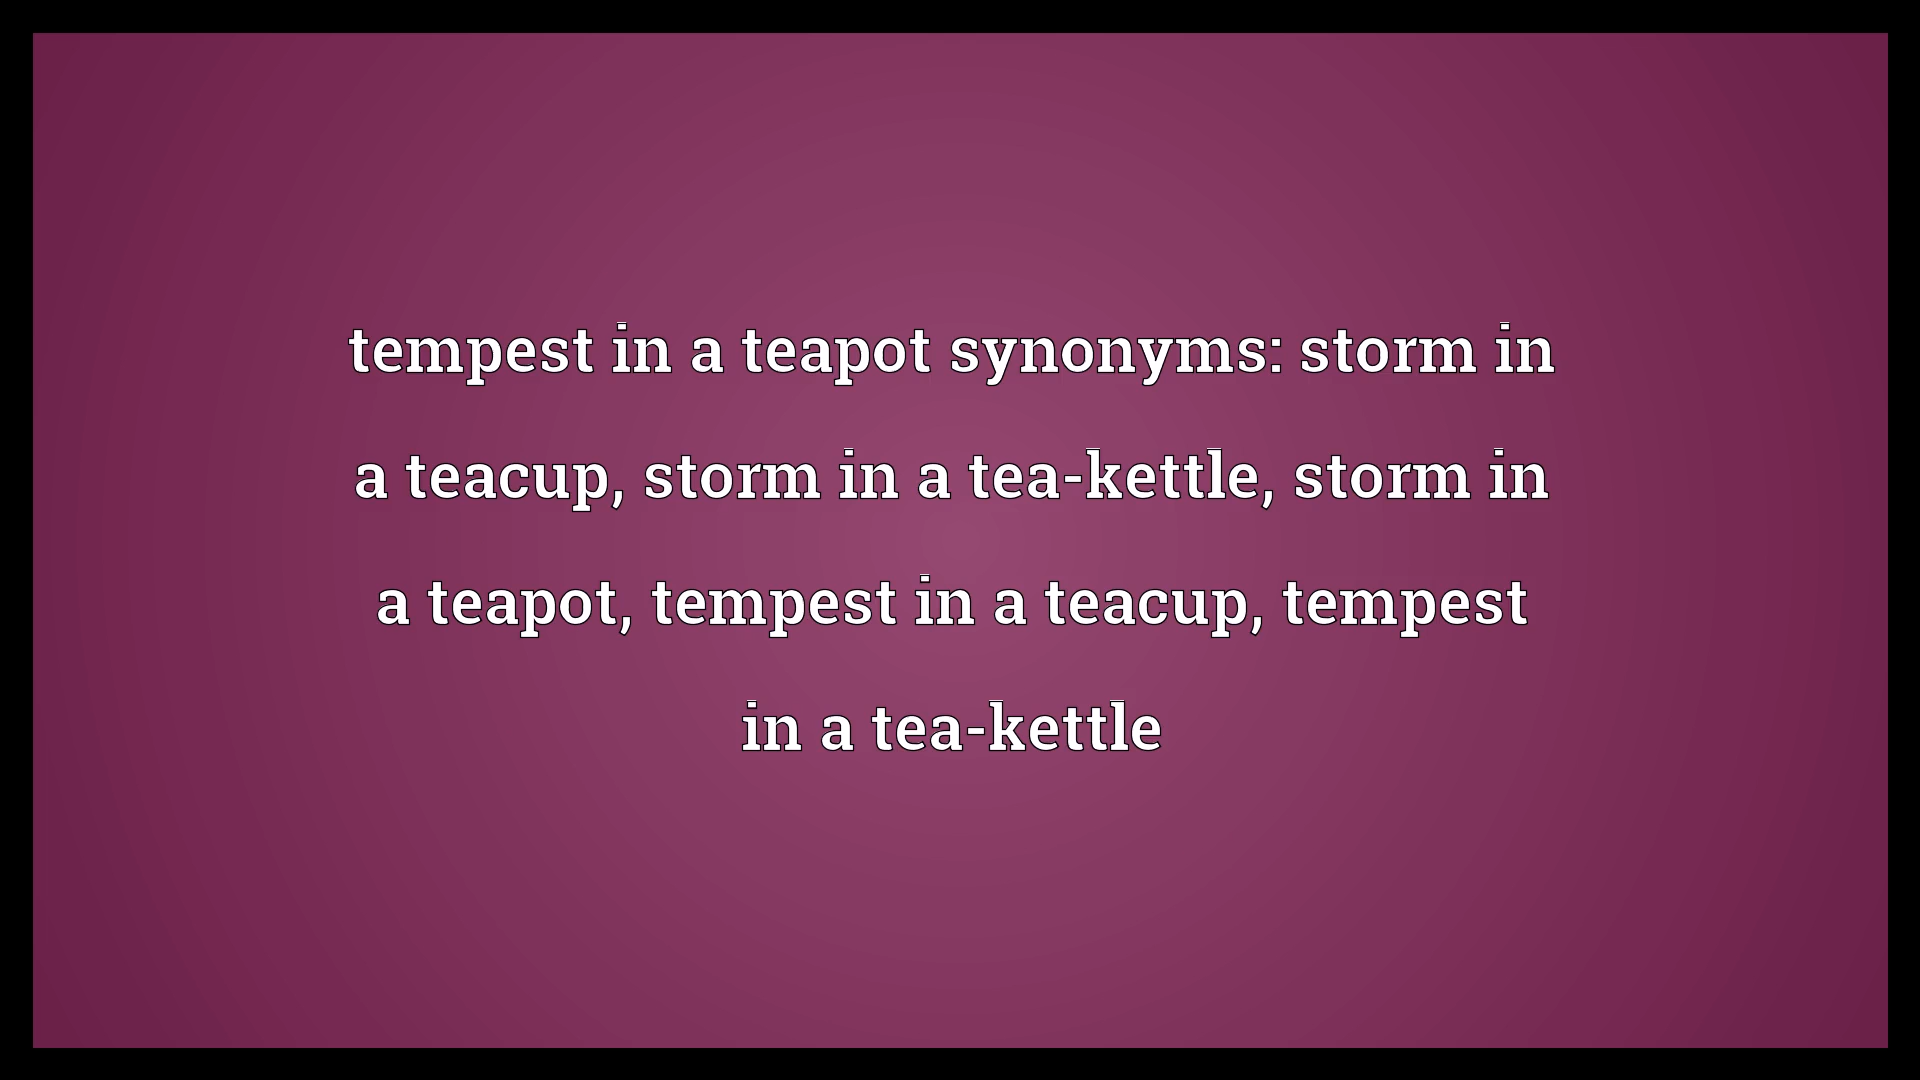 tempest in a teapot synonyms: storm in
a teacup, storm in a tea-kettle, storm in
a teapot, tempest in a teacup, tempest
in a tea-kettle